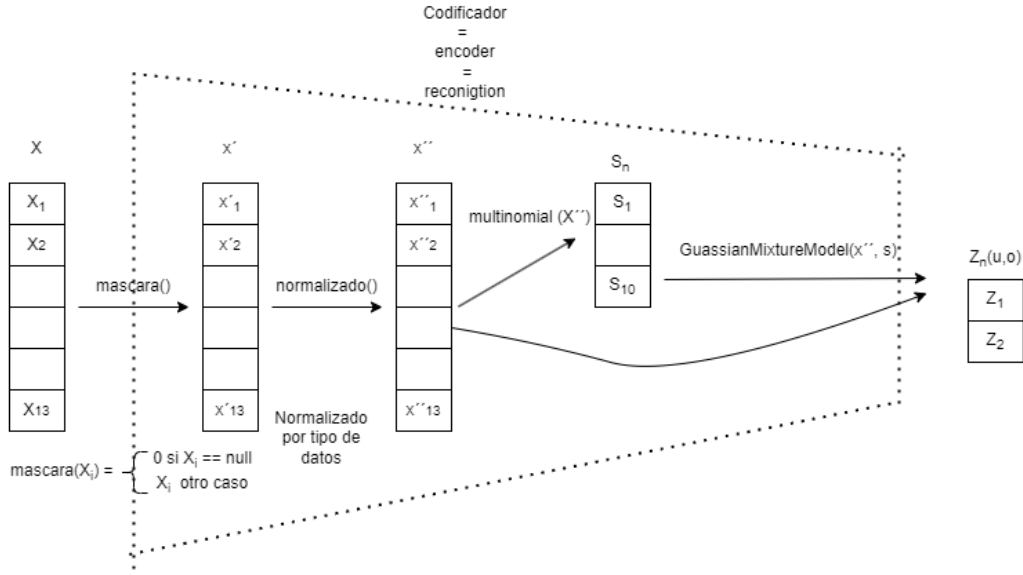 Codificador
=
encoder
=
reconigtion
X
x´
x´´
Sₙ
X₁
x´₁
x´´₁
S₁
multinomial (X´´)
X2
x´2
x´´2
GuassianMixtureModel(x´´, s)
Zₙ(u,o)
mascara()
normalizado()
S₁₀
Z₁
Z₂
X13
x´13
x´´13
Normalizado
por tipo de
datos
mascara(Xᵢ) =
0 si Xᵢ == null
Xᵢ otro caso